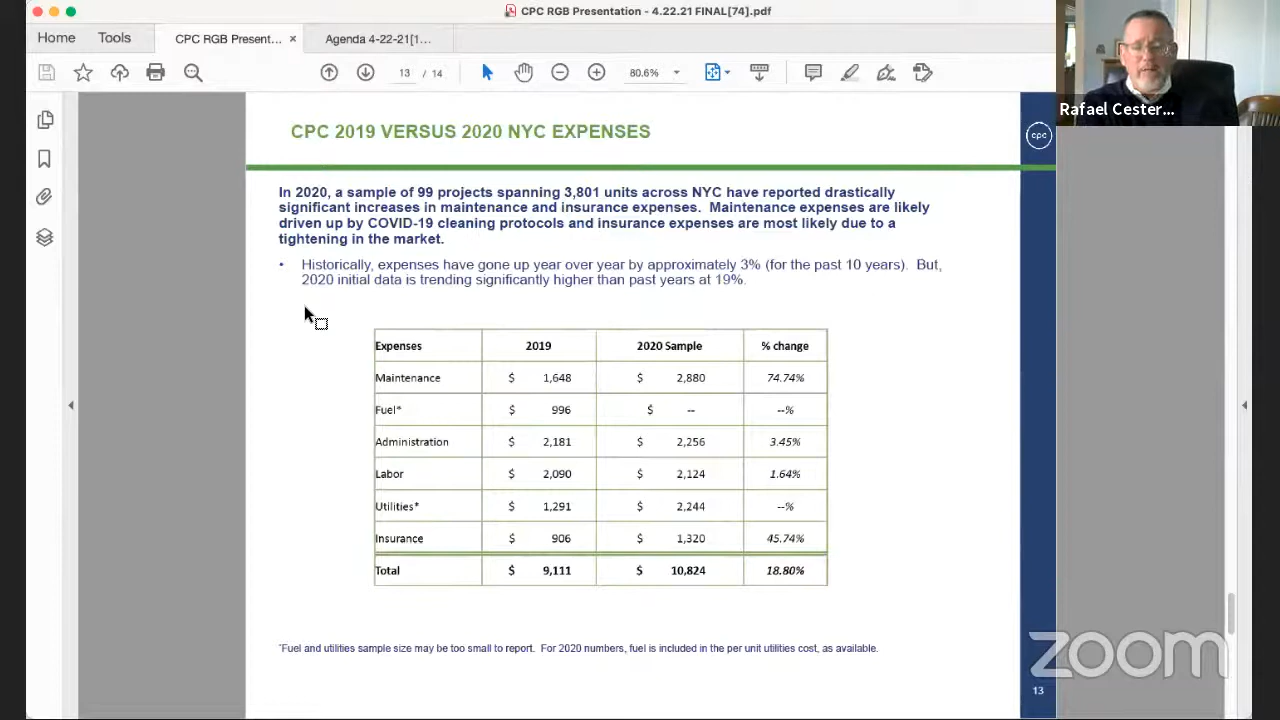 CPC RGB Presentation - 4.22.21 FINAL[74].pdf
Home Tools CPC RGB Present... × Agenda 4-22-21[1...
13 / 14 80.6%
Rafael Cester...
CPC 2019 VERSUS 2020 NYC EXPENSES
cpc
In 2020, a sample of 99 projects spanning 3,801 units across NYC have reported drastically
significant increases in maintenance and insurance expenses. Maintenance expenses are likely
driven up by COVID-19 cleaning protocols and insurance expenses are most likely due to a
tightening in the market.
• Historically, expenses have gone up year over year by approximately 3% (for the past 10 years). But,
2020 initial data is trending significantly higher than past years at 19%.
Expenses 2019 2020 Sample % change
Maintenance $ 1,648 $ 2,880 74.74%
Fuel* $ 996 $ -- --%
Administration $ 2,181 $ 2,256 3.45%
Labor $ 2,090 $ 2,124 1.64%
Utilities* $ 1,291 $ 2,244 --%
Insurance $ 906 $ 1,320 45.74%
Total $ 9,111 $ 10,824 18.80%
*Fuel and utilities sample size may be too small to report. For 2020 numbers, fuel is included in the per unit utilities cost, as available.
zoom
13